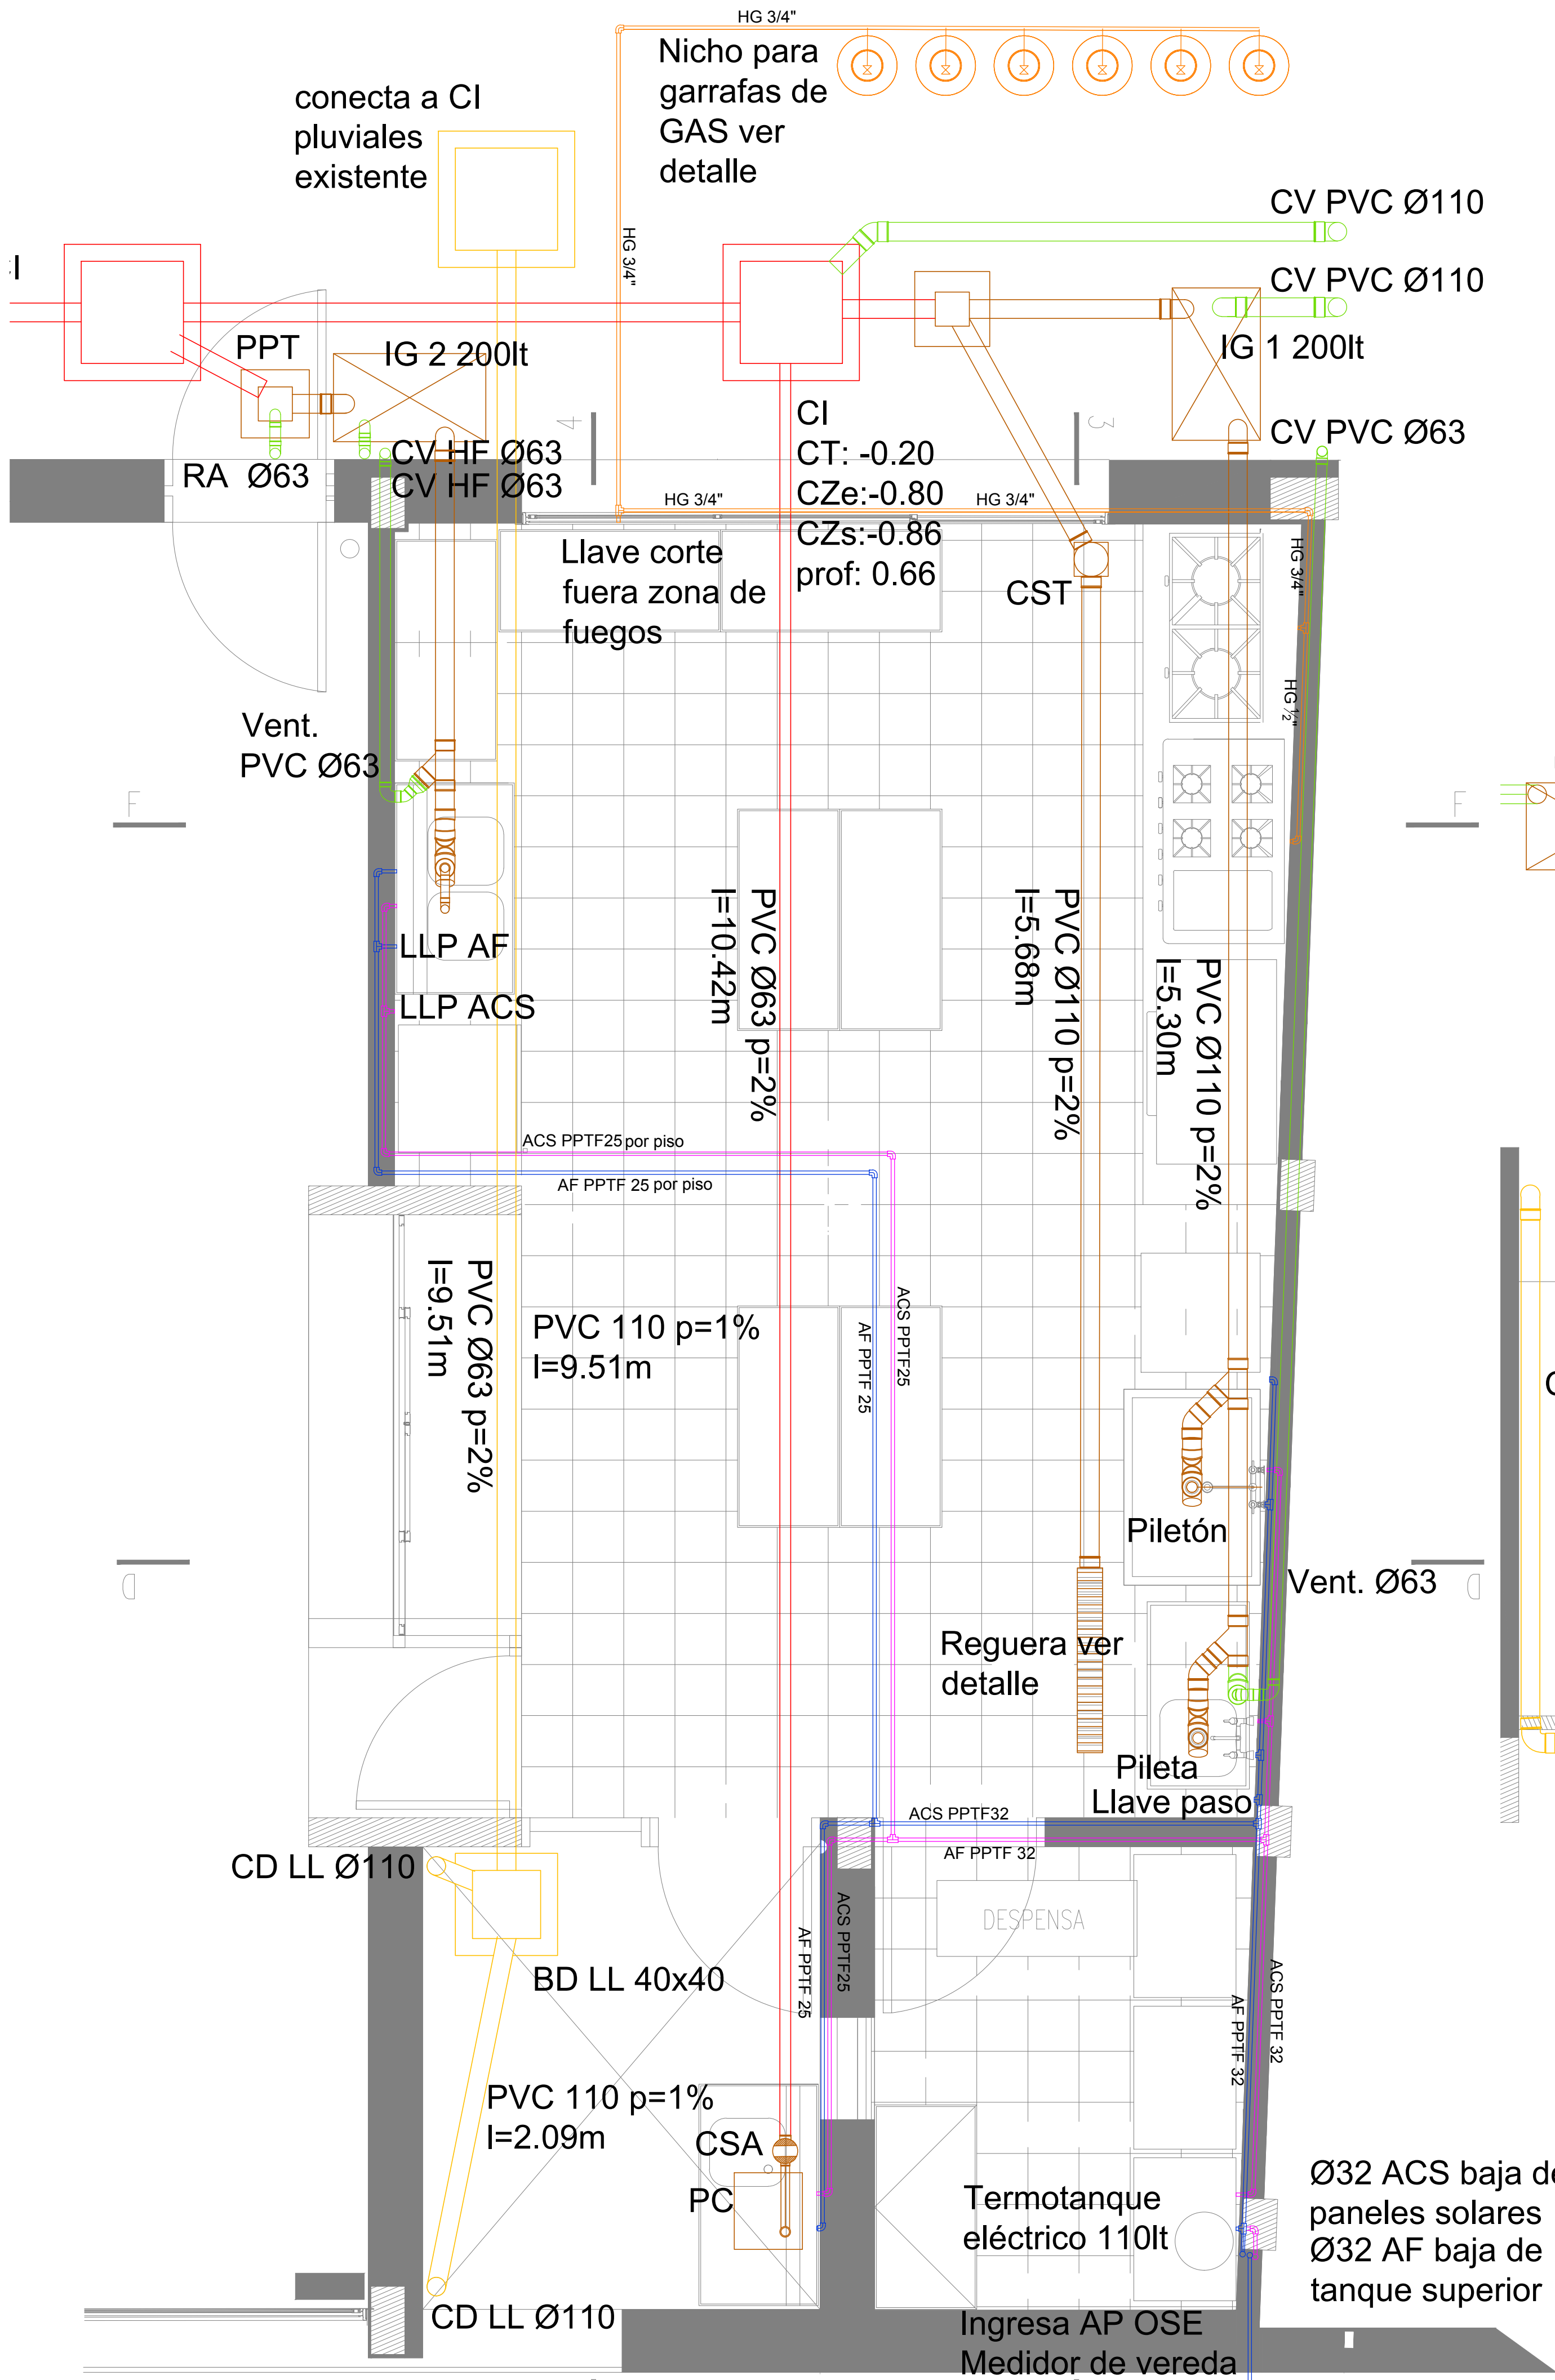 HG 3/4"
Nicho para
garrafas de
GAS ver
detalle
conecta a CI
pluviales
existente
HG 3/4"
CV PVC Ø110
CV PVC Ø110
PPT
IG 2 200lt
IG 1 200lt
CI
CT: -0.20
CZe:-0.80
CZs:-0.86
prof: 0.66
4
3
CV PVC Ø63
CV HF Ø63
CV HF Ø63
RA Ø63
HG 3/4"
HG 3/4"
Llave corte
fuera zona de
fuegos
CST
HG 3/4"
HG ½"
Vent.
PVC Ø63
F
F
PVC Ø63 p=2%
l=10.42m
PVC Ø110 p=2%
l=5.68m
PVC Ø110 p=2%
l=5.30m
LLP AF
LLP ACS
ACS PPTF25 por piso
AF PPTF 25 por piso
PVC Ø63 p=2%
l=9.51m
PVC 110 p=1%
l=9.51m
AF PPTF 25
ACS PPTF25
Piletón
D
D
Vent. Ø63
Reguera ver
detalle
Pileta
Llave paso
ACS PPTF32
AF PPTF 32
CD LL Ø110
DESPENSA
BD LL 40x40
AF PPTF 25
ACS PPTF25
AF PPTF 32
ACS PPTF 32
PVC 110 p=1%
l=2.09m
CSA
PC
Termotanque
eléctrico 110lt
Ø32 ACS baja de
paneles solares
Ø32 AF baja de
tanque superior
CD LL Ø110
Ingresa AP OSE
Medidor de vereda